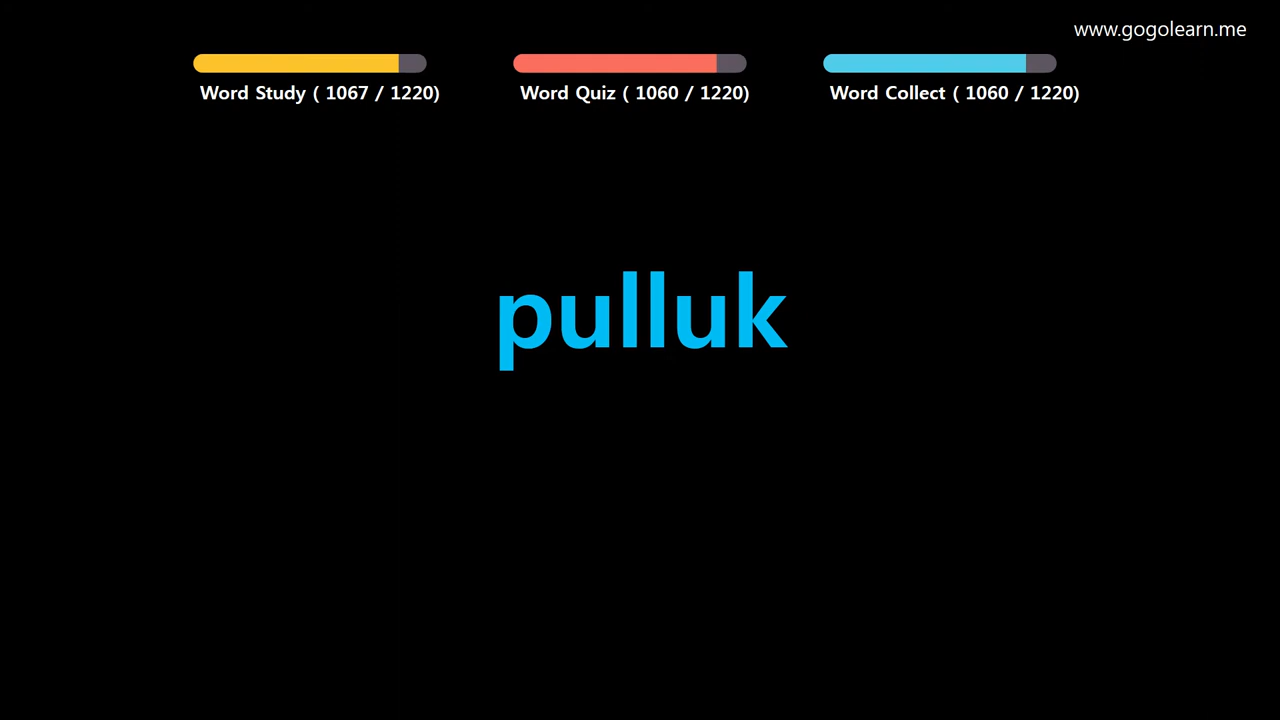 www.gogolearn.me
Word Study ( 1067 / 1220)
Word Quiz ( 1060 / 1220)
Word Collect ( 1060 / 1220)
pulluk